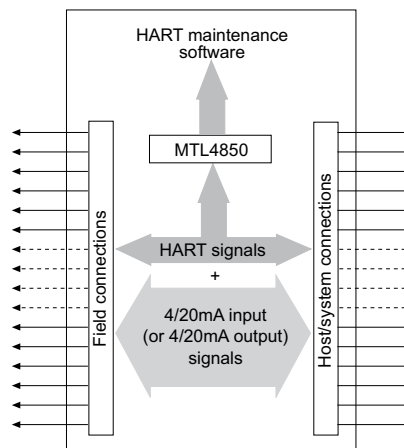 HART maintenance
software
MTL4850
HART signals
+
4/20mA input
(or 4/20mA output)
signals
Field connections
Host/system connections